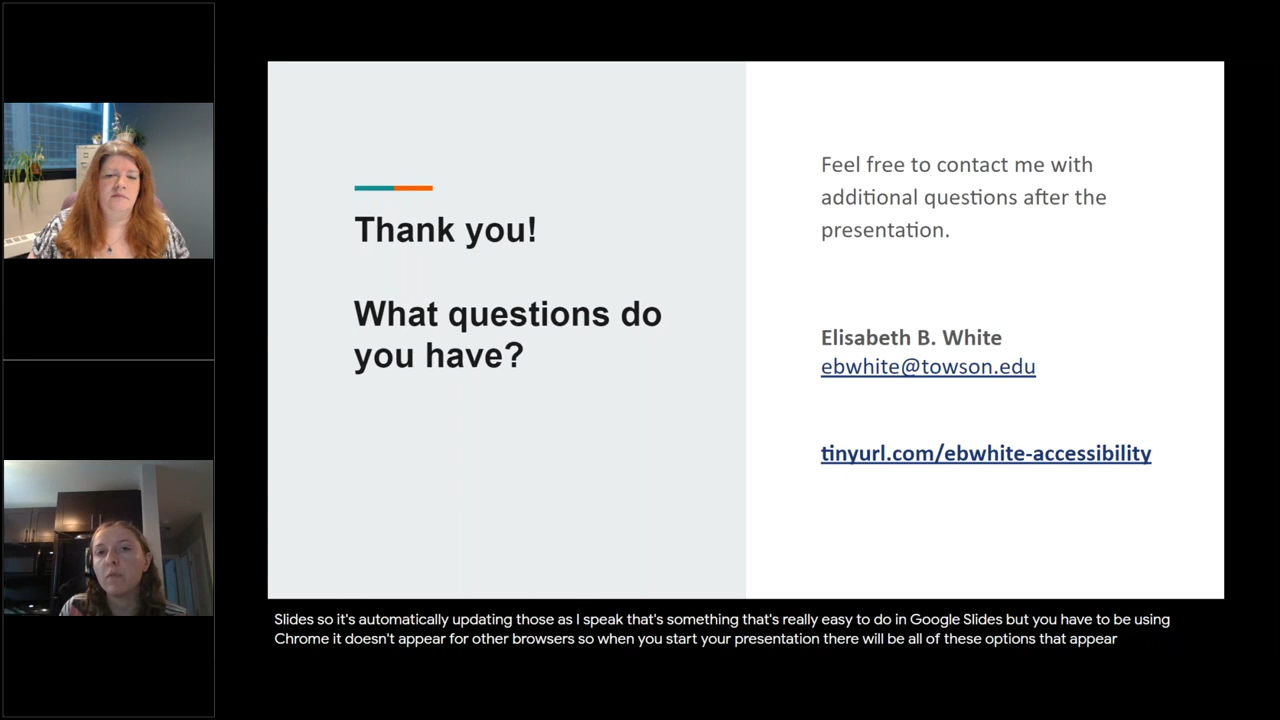 Thank you!
What questions do
you have?
Feel free to contact me with
additional questions after the
presentation.
Elisabeth B. White
ebwhite@towson.edu
tinyurl.com/ebwhite-accessibility
Slides so it's automatically updating those as I speak that's something that's really easy to do in Google Slides but you have to be using
Chrome it doesn't appear for other browsers so when you start your presentation there will be all of these options that appear